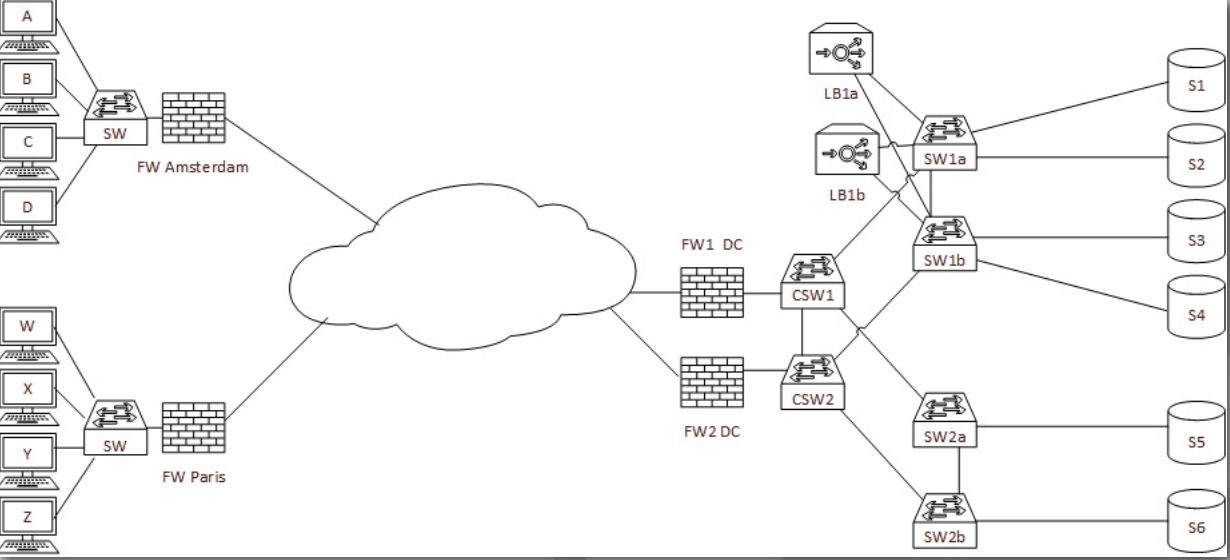 A
B
C
D
SW
FW Amsterdam
W
X
Y
Z
SW
FW Paris
FW1 DC
FW2 DC
CSW1
CSW2
LB1a
LB1b
SW1a
SW1b
SW2a
SW2b
S1
S2
S3
S4
S5
S6